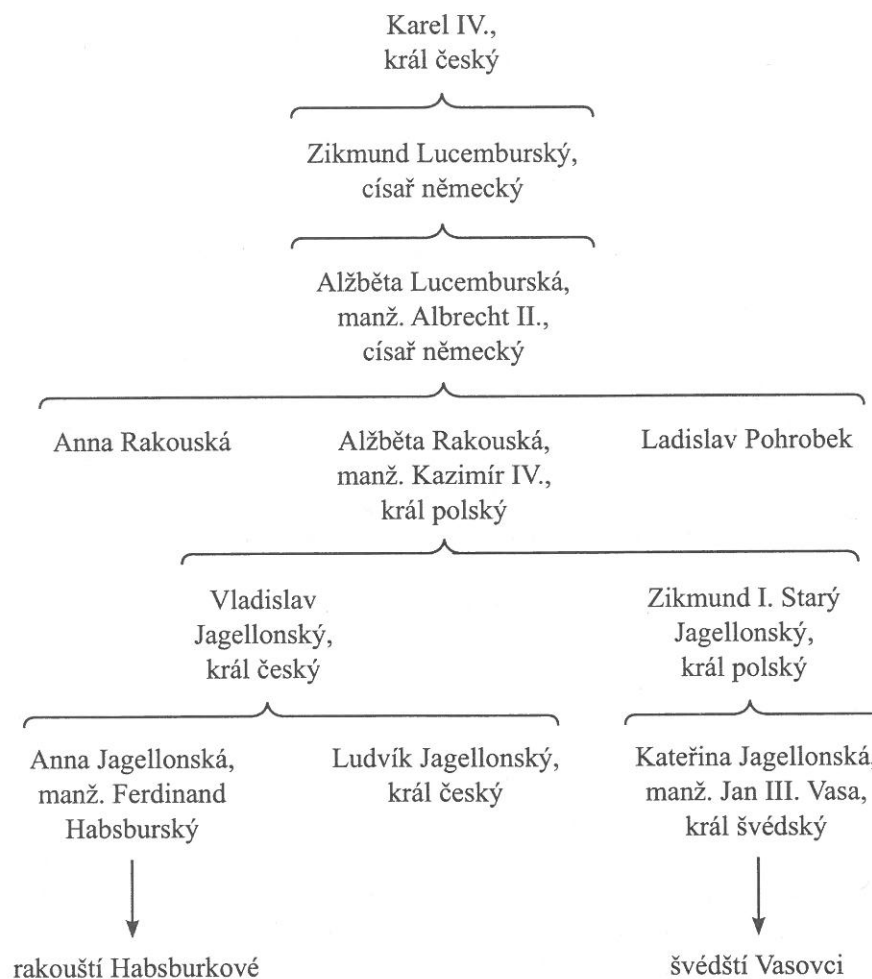 Karel IV.,
král český
Zikmund Lucemburský,
císař německý
Alžběta Lucemburská,
manž. Albrecht II.,
císař německý
Anna Rakouská
Alžběta Rakouská,
manž. Kazimír IV.,
král polský
Ladislav Pohrobek
Vladislav
Jagellonský,
král český
Zikmund I. Starý
Jagellonský,
král polský
Anna Jagellonská,
manž. Ferdinand
Habsburský
Ludvík Jagellonský,
král český
Kateřina Jagellonská,
manž. Jan III. Vasa,
král švédský
rakouští Habsburkové
švédští Vasovci